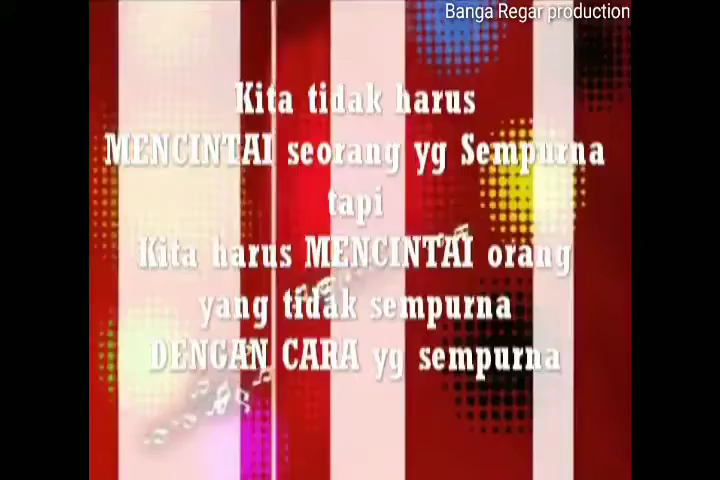 Banga Regar production
Kita tidak harus
MENCINTAI seorang yg Sempurna
tapi
Kita harus MENCINTAI orang
yang tidak sempurna
DENGAN CARA yg sempurna